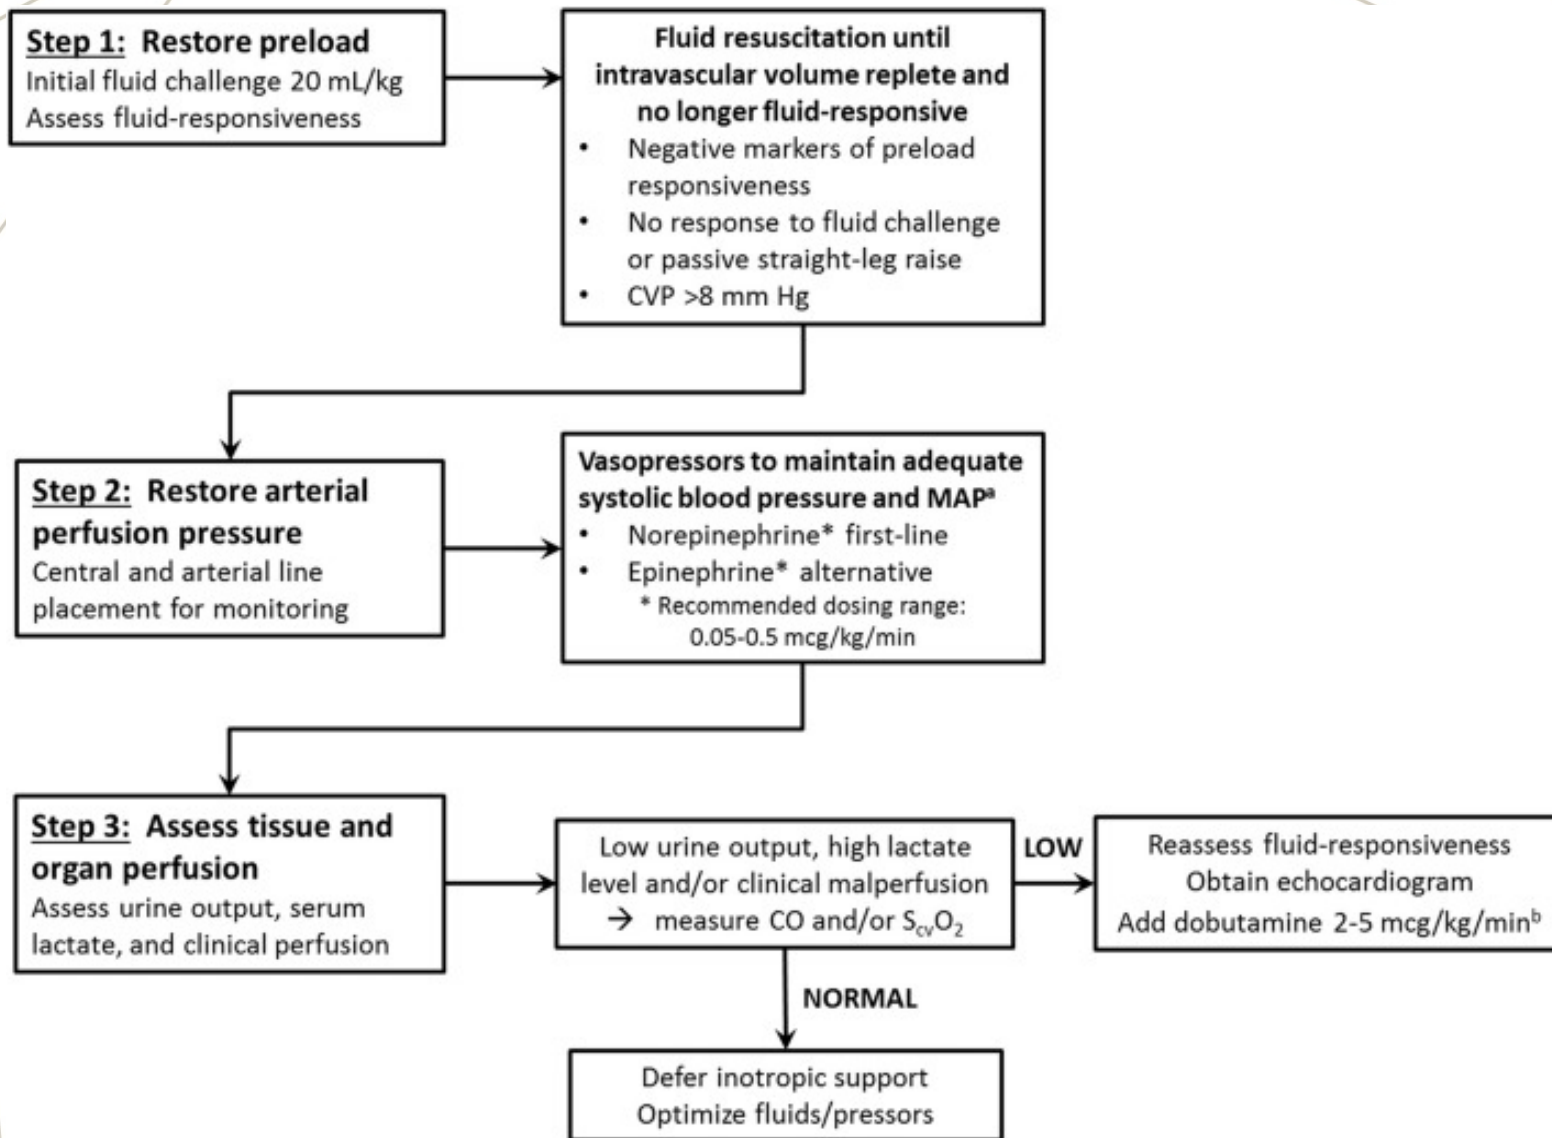 Step 1: Restore preload
Initial fluid challenge 20 mL/kg
Assess fluid-responsiveness
Fluid resuscitation until
intravascular volume replete and
no longer fluid-responsive
• Negative markers of preload
responsiveness
• No response to fluid challenge
or passive straight-leg raise
• CVP >8 mm Hg
Step 2: Restore arterial
perfusion pressure
Central and arterial line
placement for monitoring
Vasopressors to maintain adequate
systolic blood pressure and MAPᵃ
• Norepinephrine* first-line
• Epinephrine* alternative
* Recommended dosing range:
0.05-0.5 mcg/kg/min
Step 3: Assess tissue and
organ perfusion
Assess urine output, serum
lactate, and clinical perfusion
Low urine output, high lactate
level and/or clinical malperfusion
→ measure CO and/or ScvO₂
LOW
Reassess fluid-responsiveness
Obtain echocardiogram
Add dobutamine 2-5 mcg/kg/minᵇ
NORMAL
Defer inotropic support
Optimize fluids/pressors